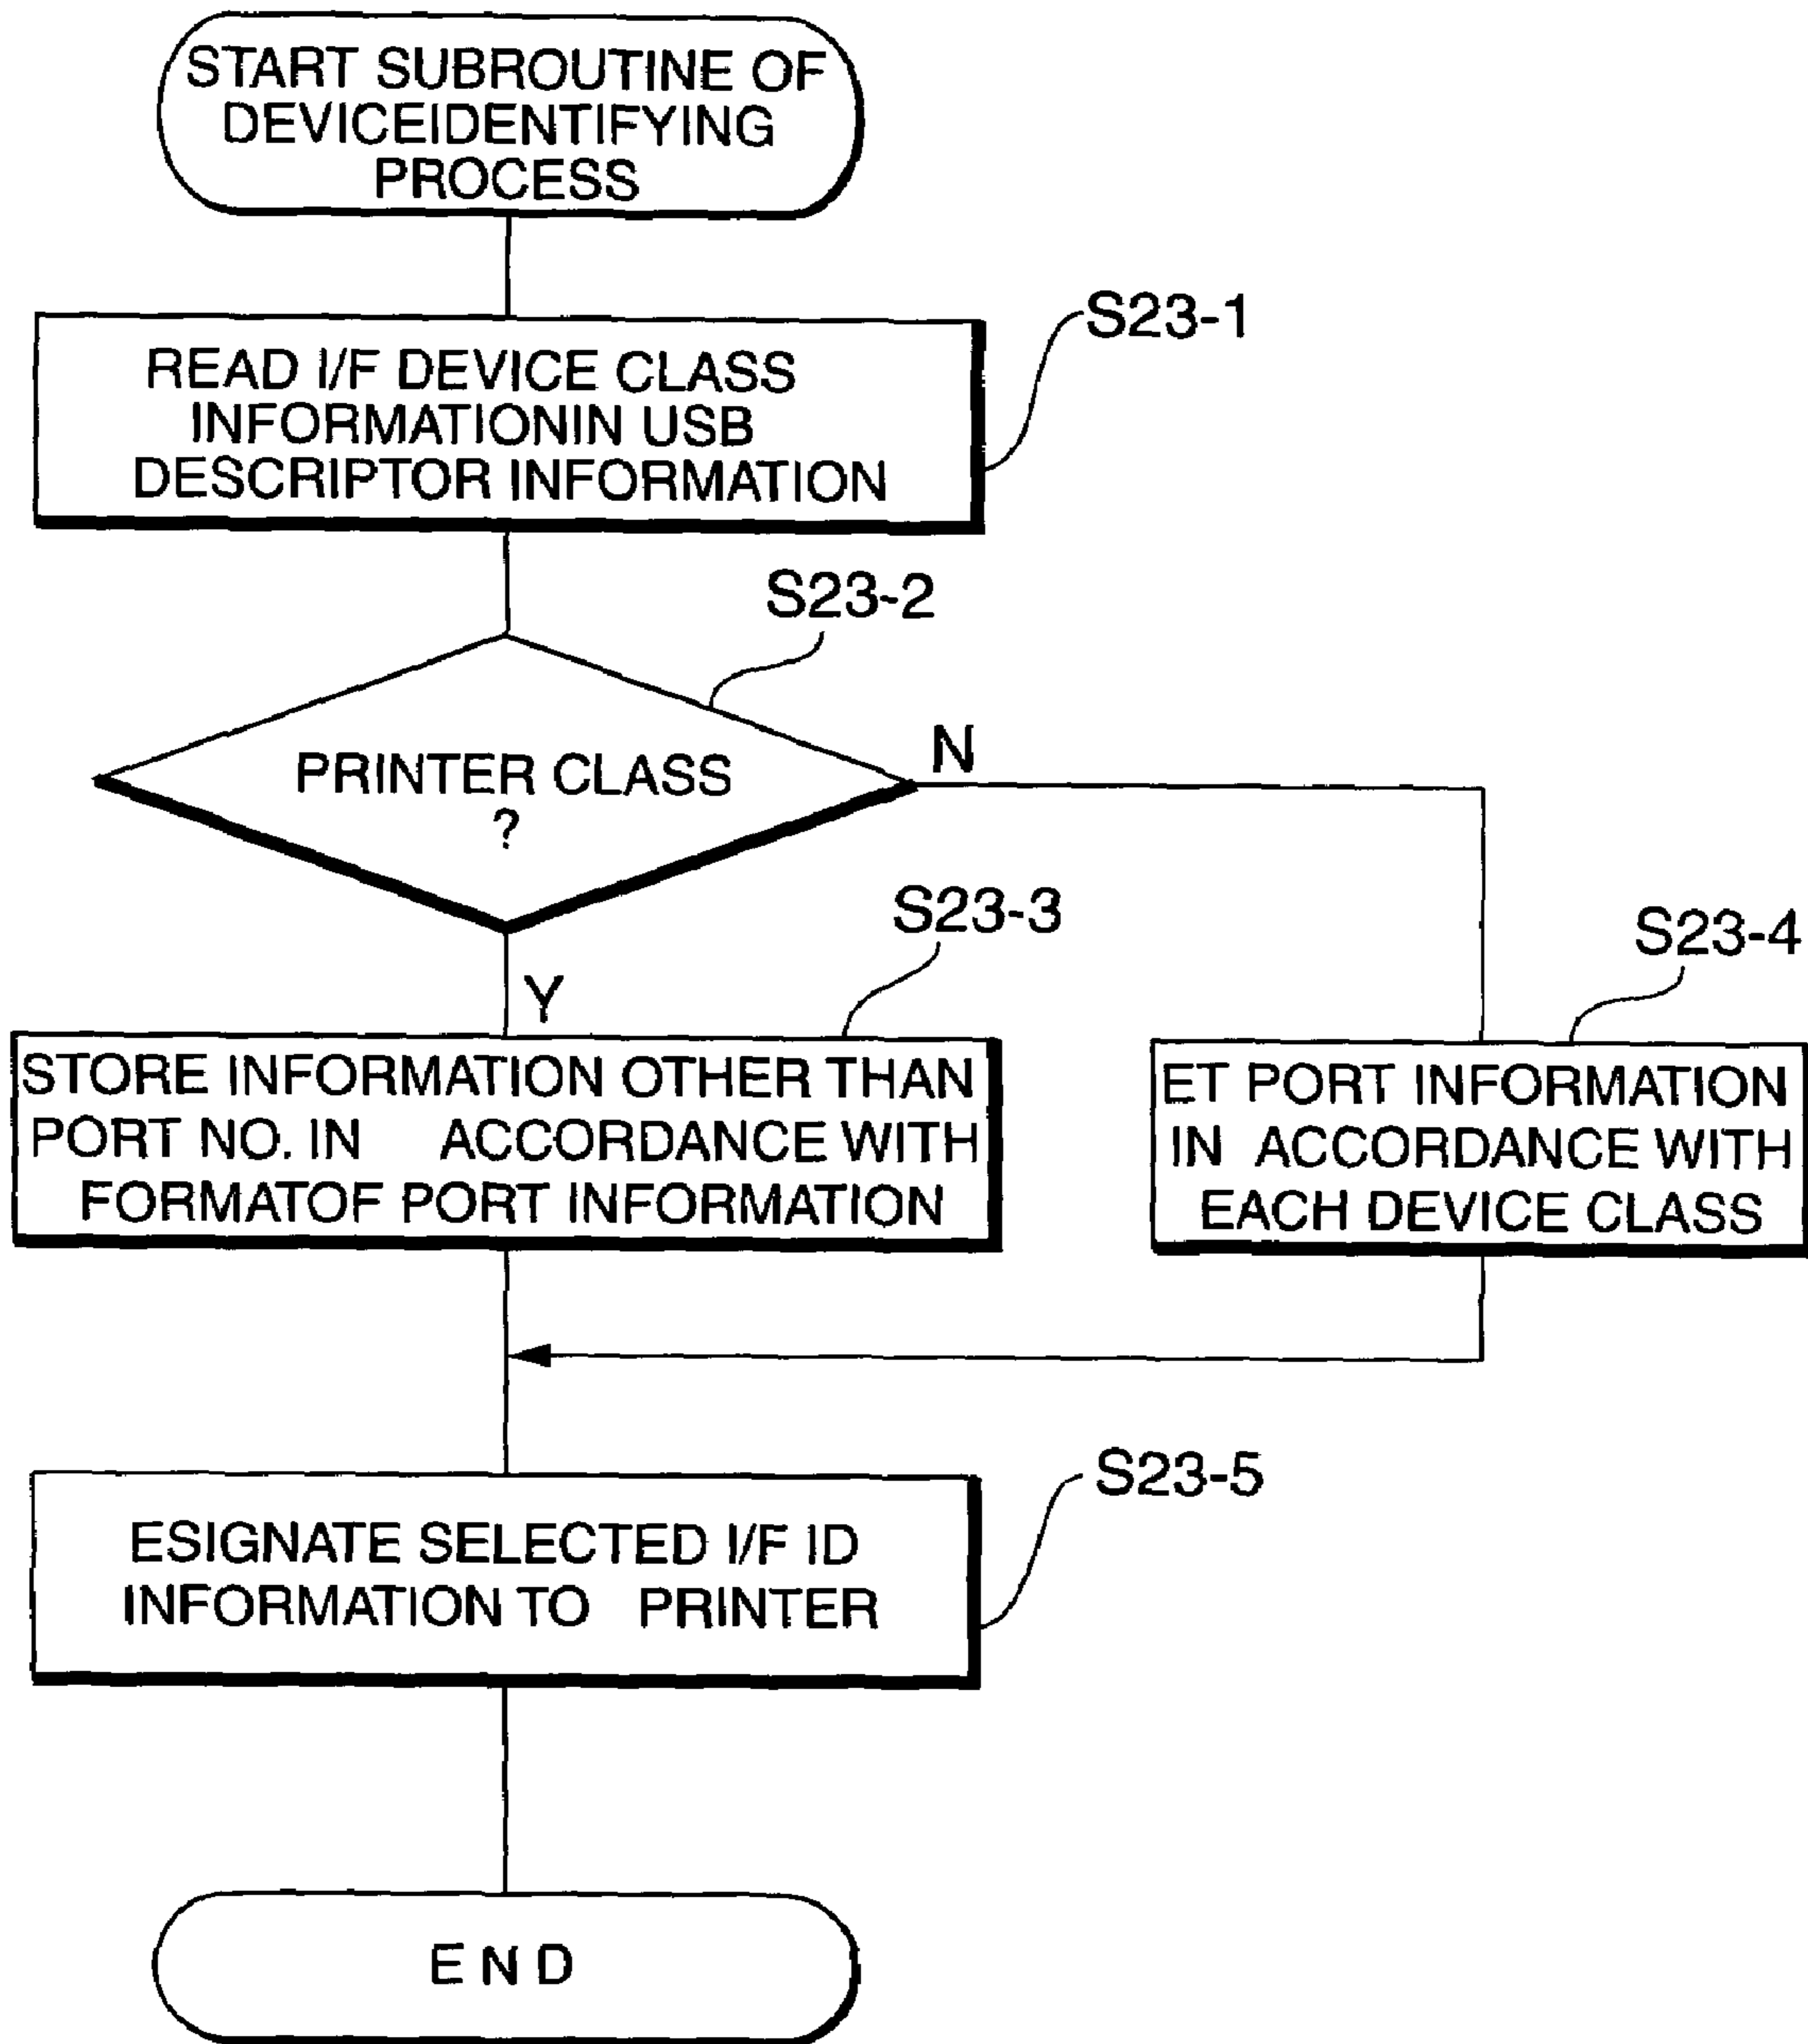 START SUBROUTINE OF
DEVICEIDENTIFYING
PROCESS
S23-1
READ I/F DEVICE CLASS
INFORMATIONIN USB
DESCRIPTOR INFORMATION
S23-2
PRINTER CLASS
?
N
Y
S23-3
STORE INFORMATION OTHER THAN
PORT NO. IN ACCORDANCE WITH
FORMATOF PORT INFORMATION
S23-4
ET PORT INFORMATION
IN ACCORDANCE WITH
EACH DEVICE CLASS
S23-5
ESIGNATE SELECTED I/F ID
INFORMATION TO PRINTER
END